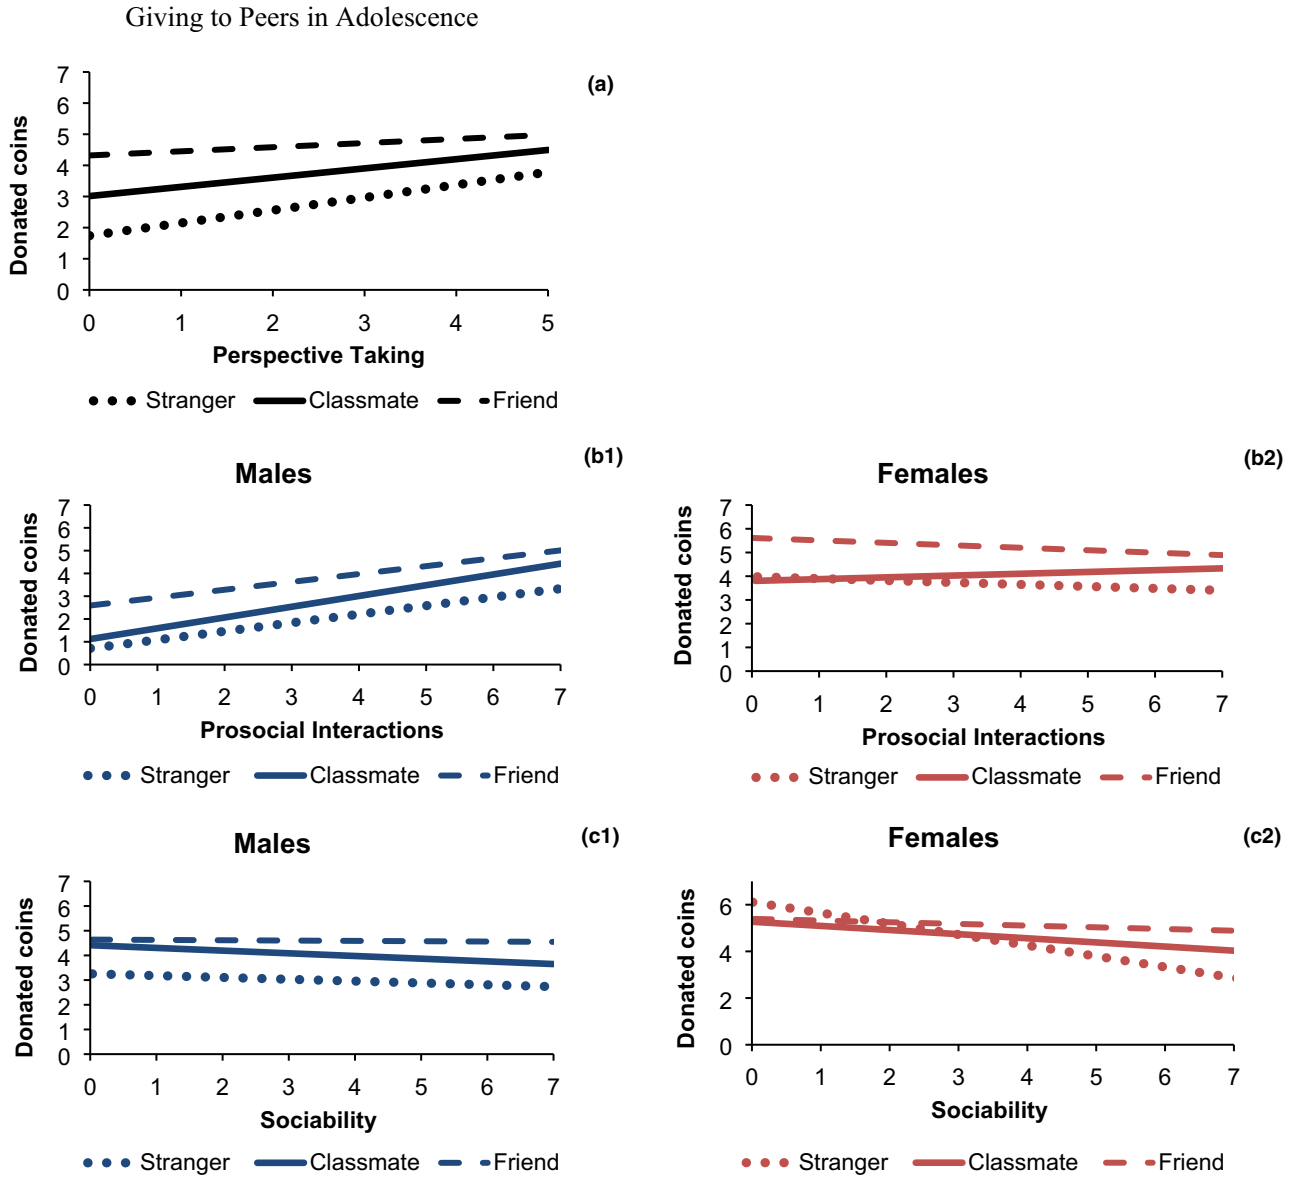 Giving to Peers in Adolescence
(a)
7
6
5
4
3
2
1
0
Donated coins
0 1 2 3 4 5
Perspective Taking
Stranger Classmate Friend
Males
(b1)
7
6
5
4
3
2
1
0
Donated coins
0 1 2 3 4 5 6 7
Prosocial Interactions
Stranger Classmate Friend
Females
(b2)
7
6
5
4
3
2
1
0
Donated coins
0 1 2 3 4 5 6 7
Prosocial Interactions
Stranger Classmate Friend
Males
(c1)
7
6
5
4
3
2
1
0
Donated coins
0 1 2 3 4 5 6 7
Sociability
Stranger Classmate Friend
Females
(c2)
6
4
2
0
Donated coins
0 1 2 3 4 5 6 7
Sociability
Stranger Classmate Friend